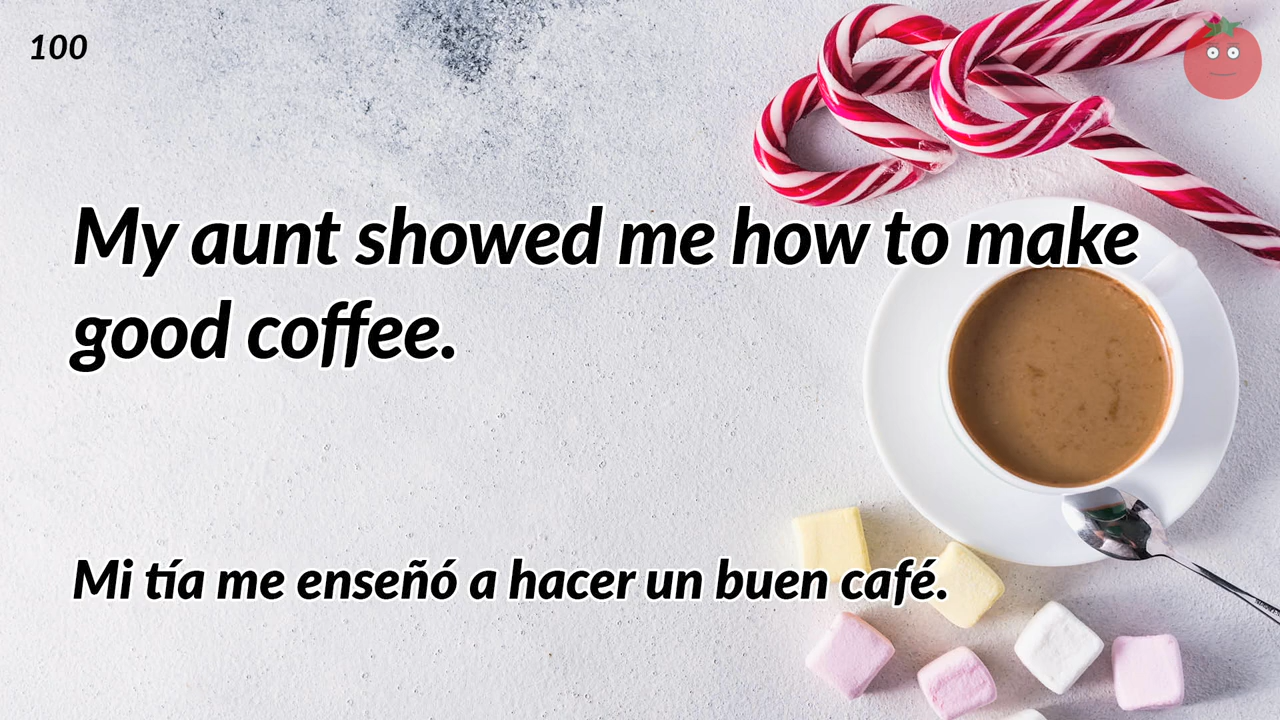 100
My aunt showed me how to make
good coffee.
Mi tía me enseñó a hacer un buen café.